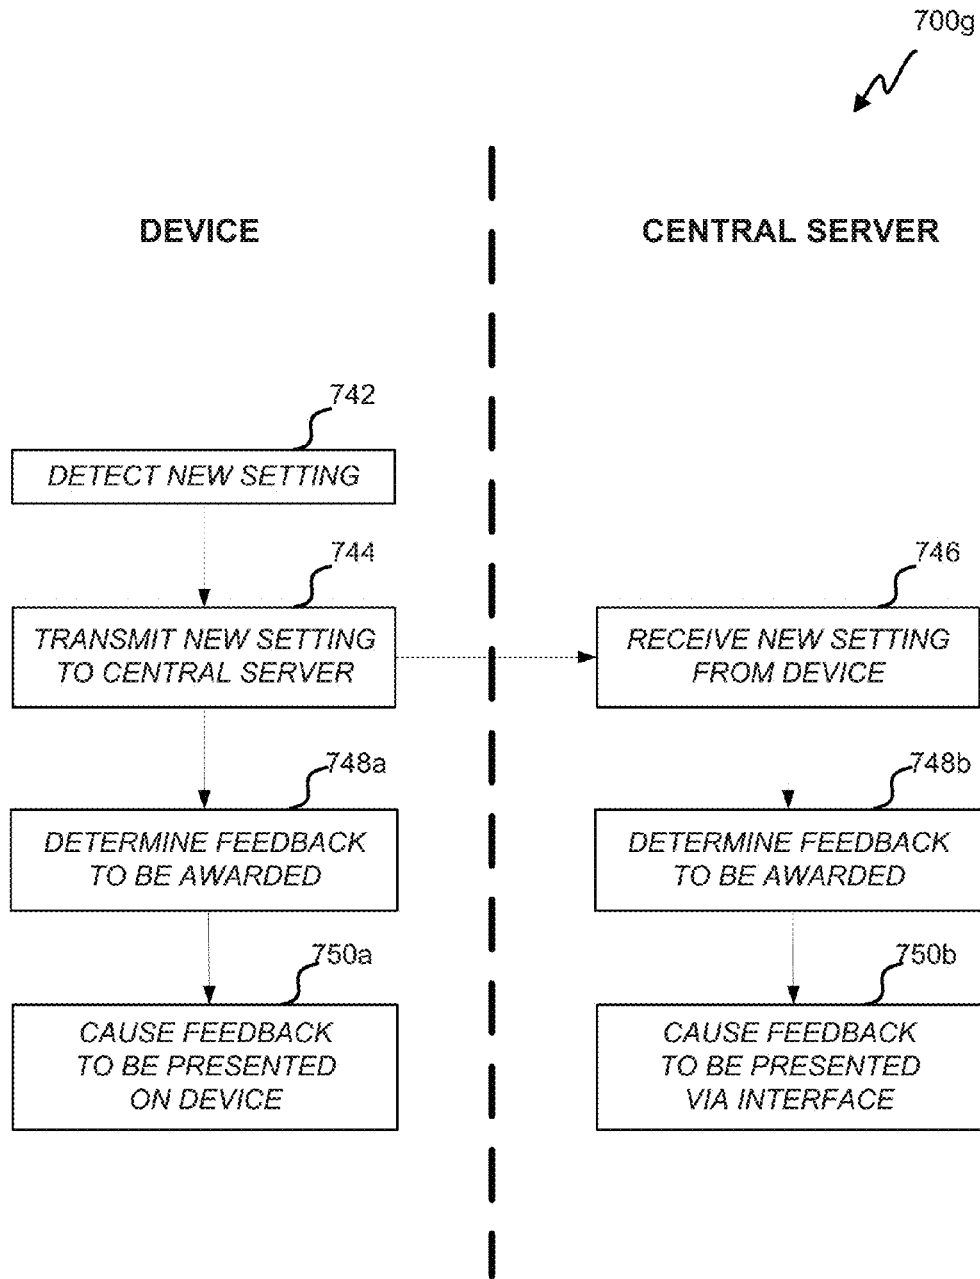 700g
DEVICE
CENTRAL SERVER
742
DETECT NEW SETTING
744
TRANSMIT NEW SETTING
TO CENTRAL SERVER
746
RECEIVE NEW SETTING
FROM DEVICE
748a
DETERMINE FEEDBACK
TO BE AWARDED
748b
DETERMINE FEEDBACK
TO BE AWARDED
750a
CAUSE FEEDBACK
TO BE PRESENTED
ON DEVICE
750b
CAUSE FEEDBACK
TO BE PRESENTED
VIA INTERFACE